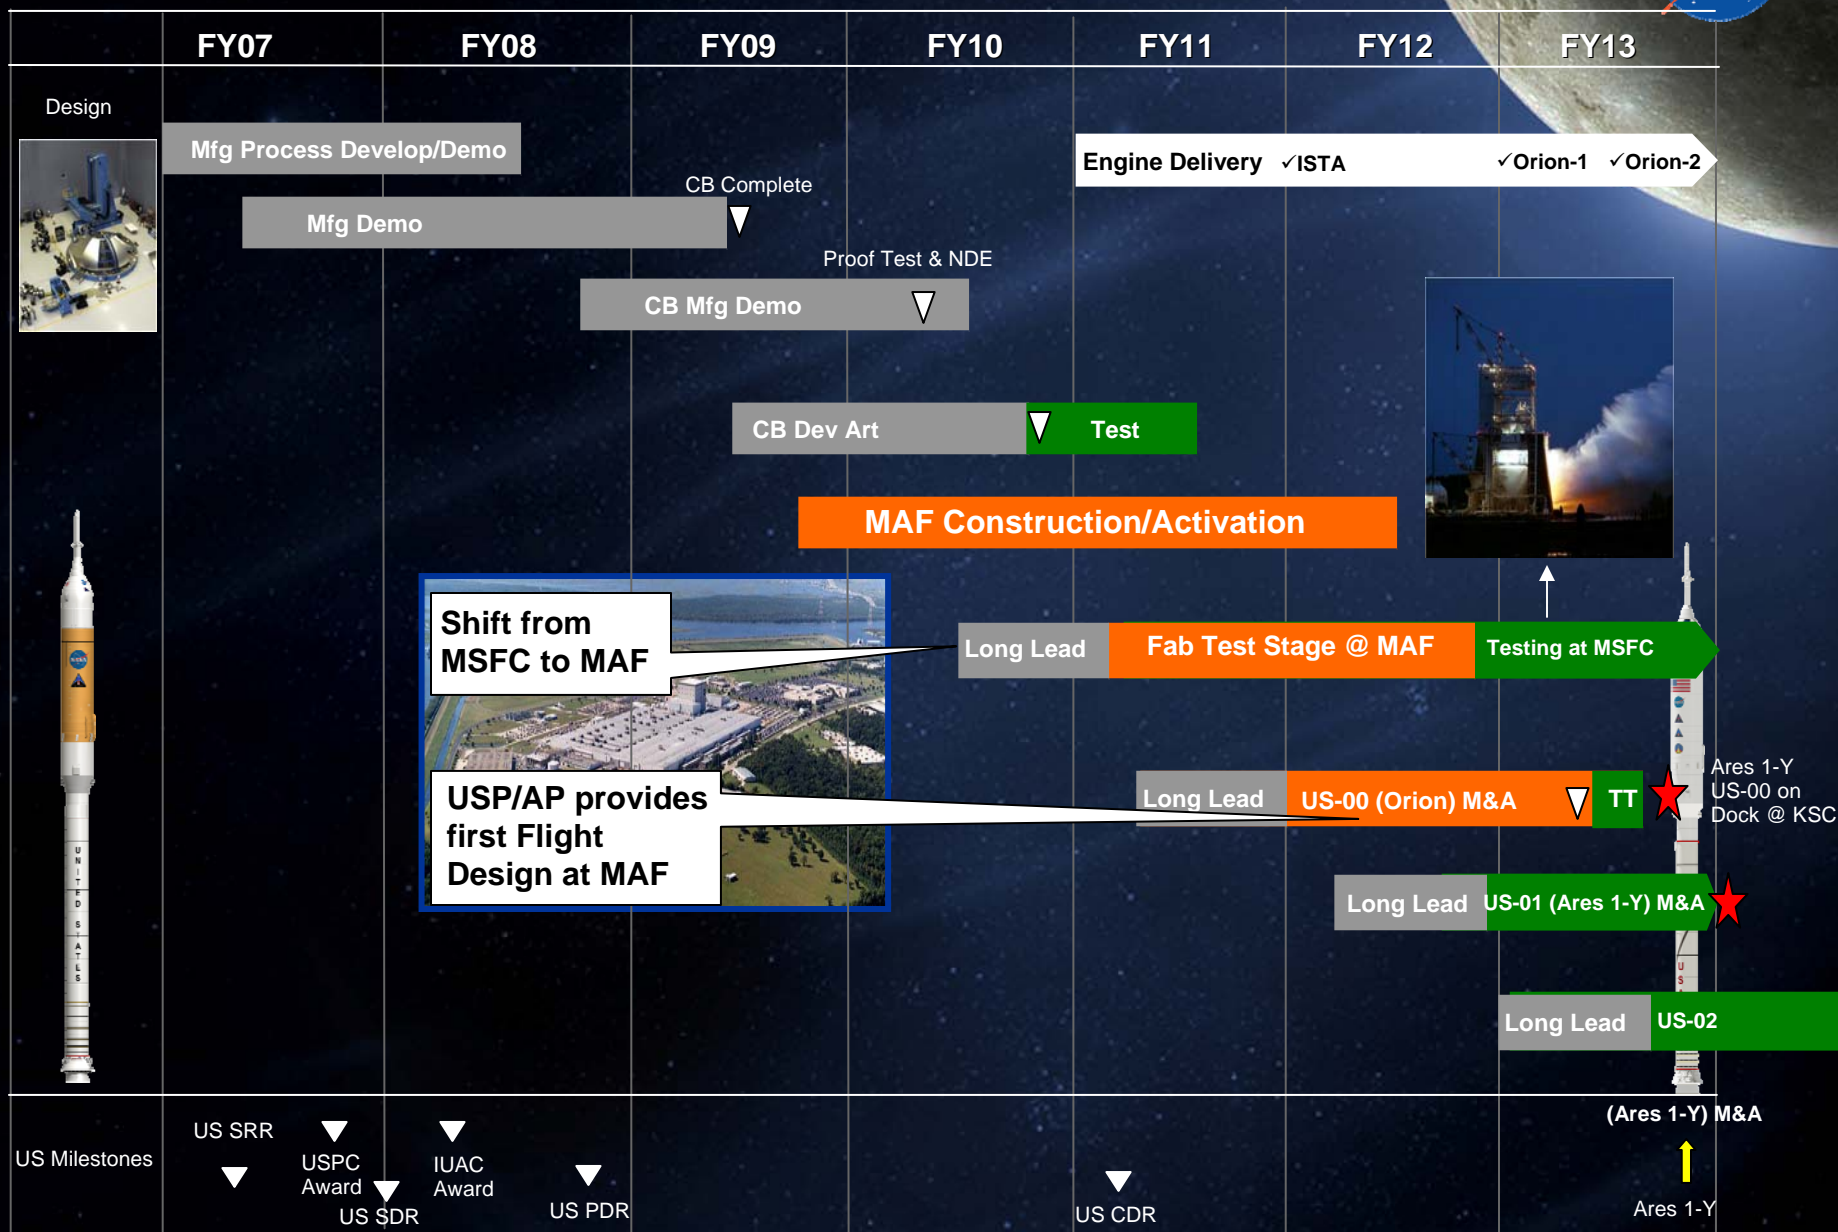 FY07 FY08 FY09 FY10 FY11 FY12 FY13
Design
Mfg Process Develop/Demo
Engine Delivery ✓ISTA ✓Orion-1 ✓Orion-2
CB Complete
Mfg Demo
Proof Test & NDE
CB Mfg Demo
CB Dev Art
Test
MAF Construction/Activation
Shift from
MSFC to MAF
Long Lead
Fab Test Stage @ MAF
Testing at MSFC
USP/AP provides
first Flight
Design at MAF
Long Lead
US-00 (Orion) M&A
TT
Ares 1-Y
US-00 on
Dock @ KSC
Long Lead
US-01 (Ares 1-Y) M&A
Long Lead
US-02
UNITED STATES
(Ares 1-Y) M&A
US Milestones
US SRR
USPC
Award
US SDR
IUAC
Award
US PDR
US CDR
Ares 1-Y